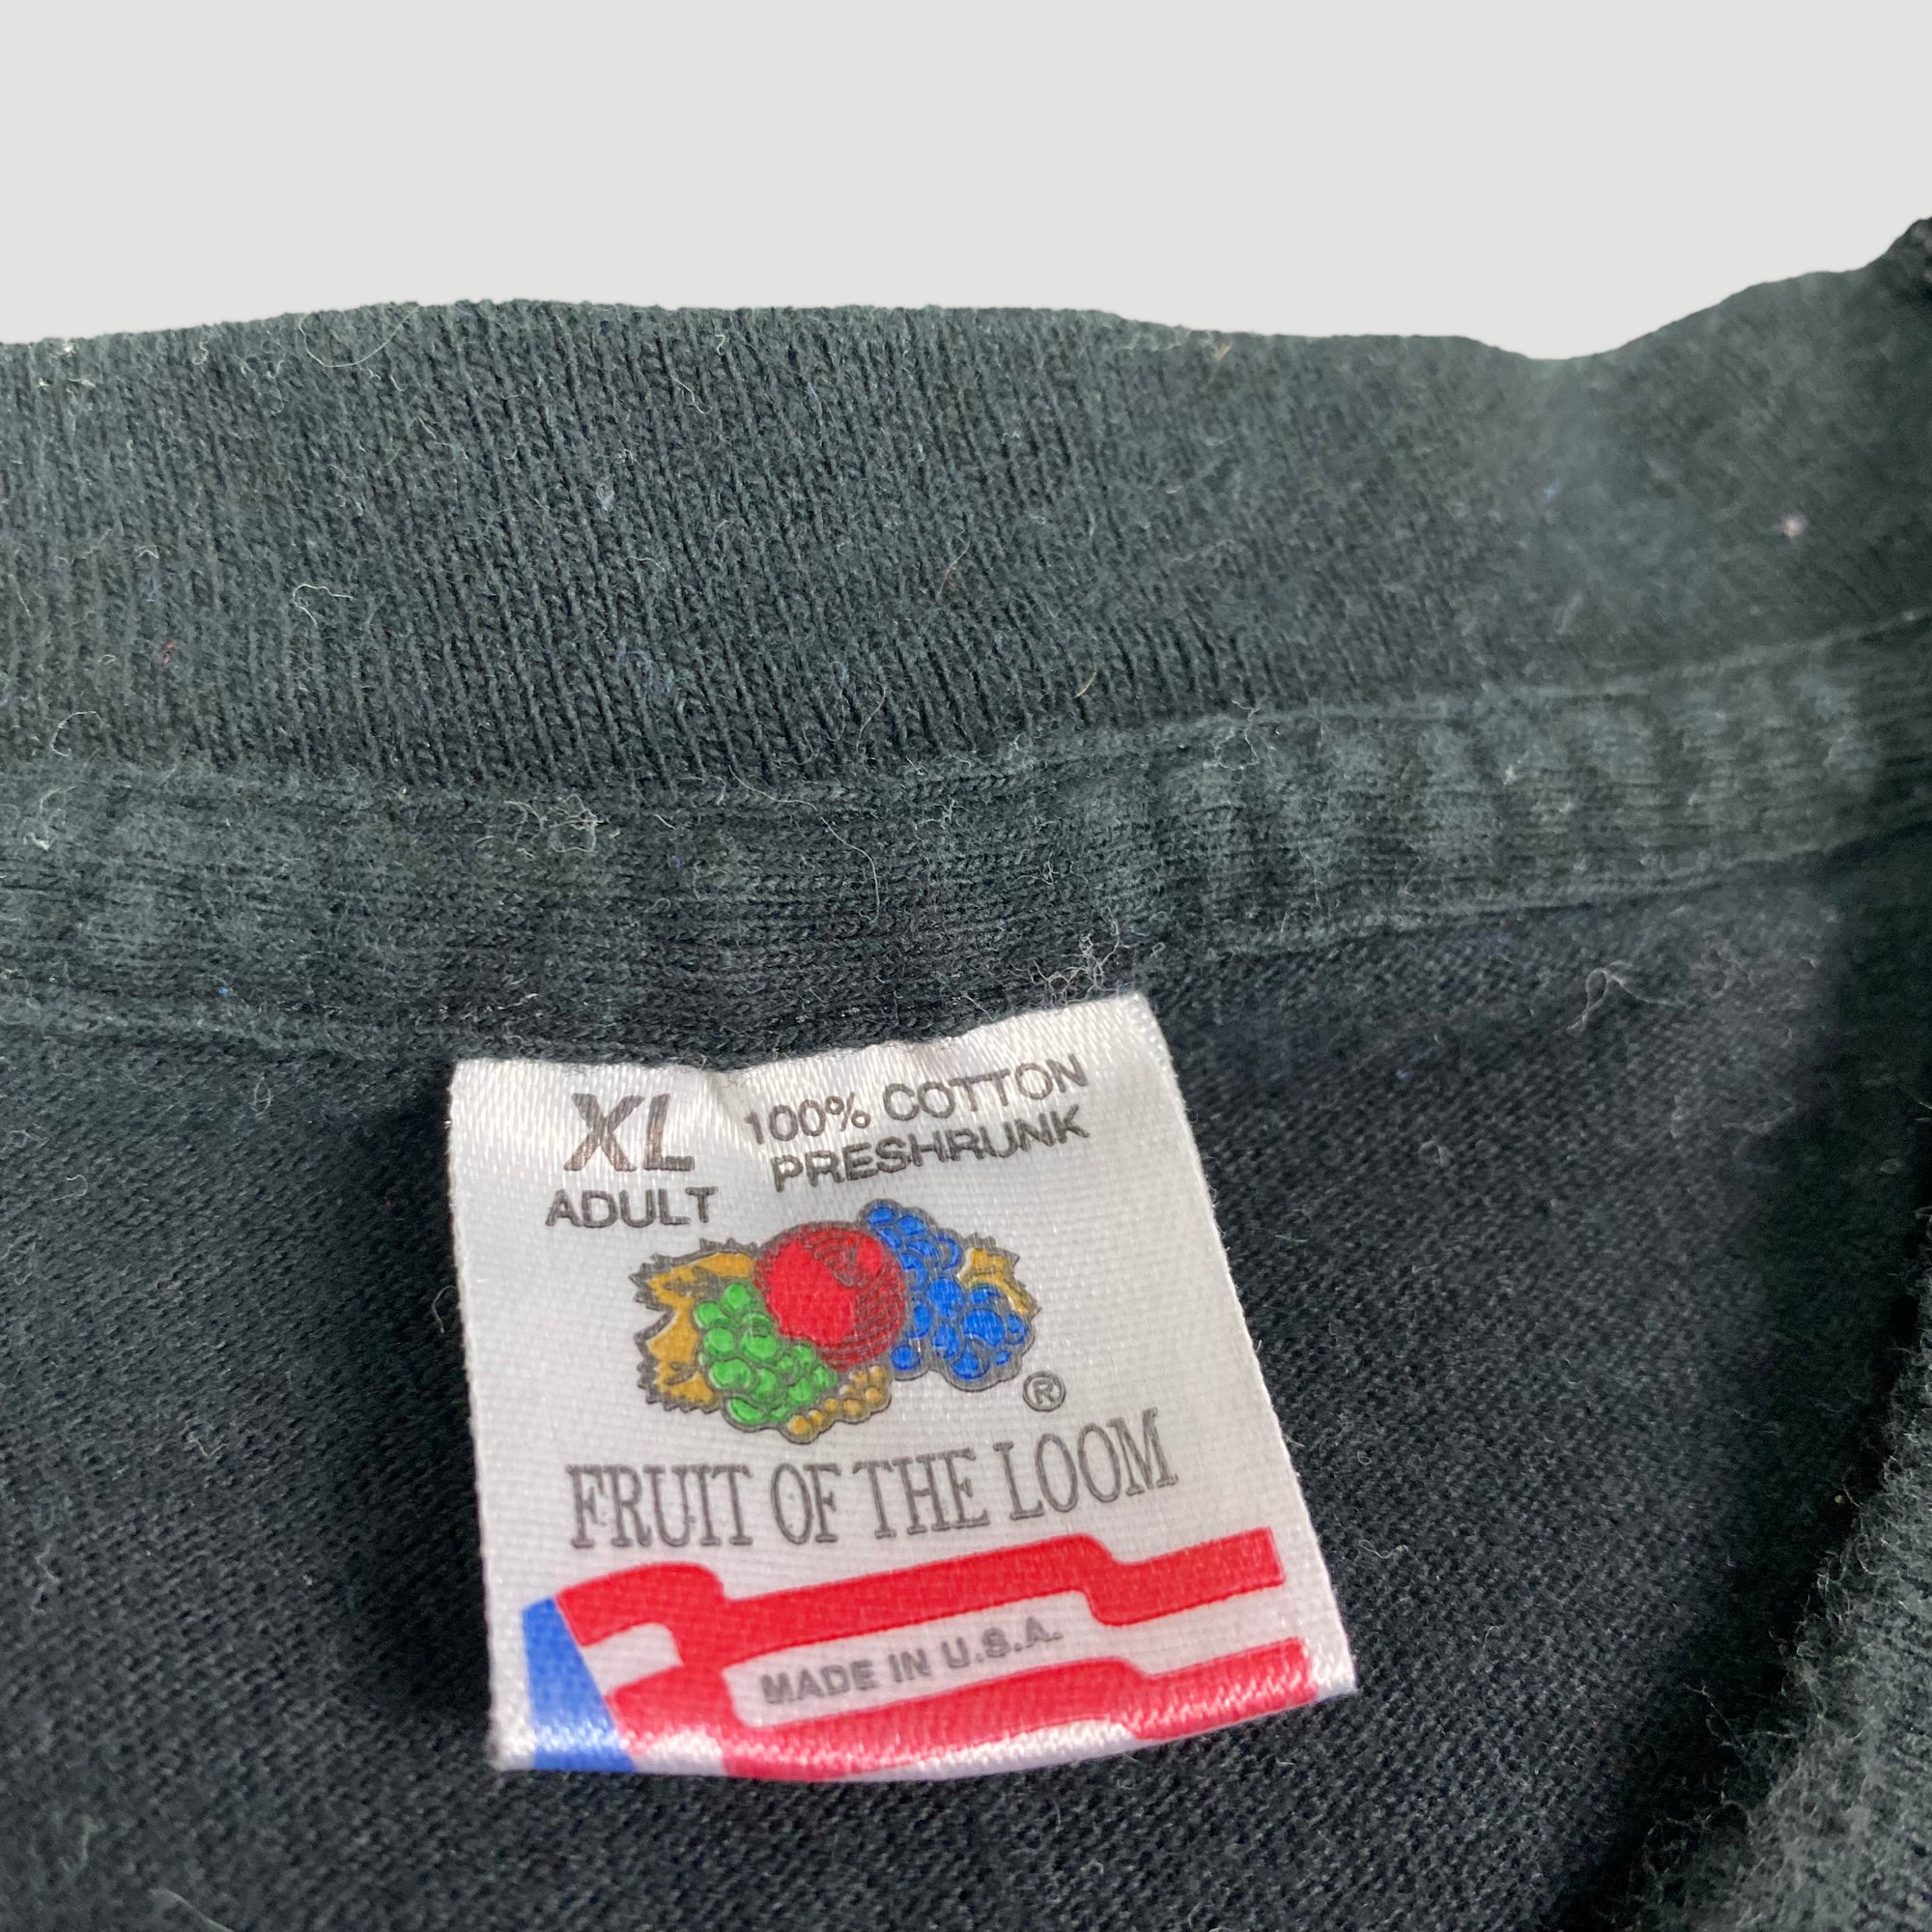 XL
ADULT
100% COTTON
PRESHRUNK
®
FRUIT OF THE LOOM
MADE IN U.S.A.